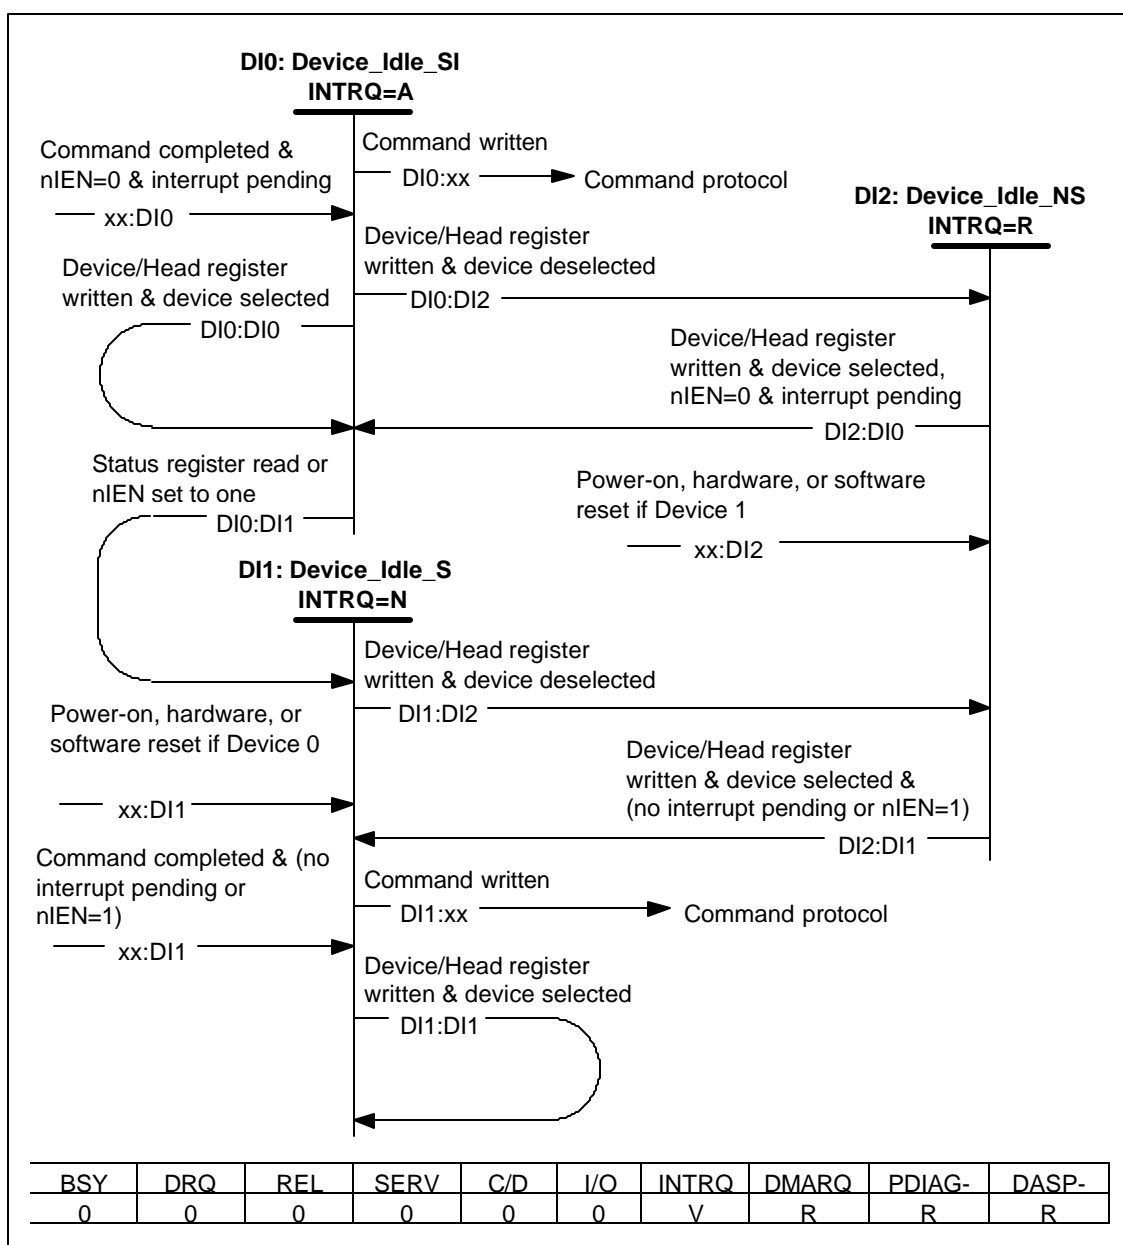 DI0: Device_Idle_SI
INTRQ=A
Command completed &
nIEN=0 & interrupt pending
xx:DI0
Command written
DI0:xx
Command protocol
DI2: Device_Idle_NS
INTRQ=R
Device/Head register
written & device selected
DI0:DI0
Device/Head register
written & device deselected
DI0:DI2
Device/Head register
written & device selected,
nIEN=0 & interrupt pending
DI2:DI0
Status register read or
nIEN set to one
DI0:DI1
Power-on, hardware, or software
reset if Device 1
xx:DI2
DI1: Device_Idle_S
INTRQ=N
Device/Head register
written & device deselected
DI1:DI2
Power-on, hardware, or
software reset if Device 0
xx:DI1
Device/Head register
written & device selected &
(no interrupt pending or nIEN=1)
DI2:DI1
Command completed & (no
interrupt pending or
nIEN=1)
xx:DI1
Command written
DI1:xx
Command protocol
Device/Head register
written & device selected
DI1:DI1
BSY DRQ REL SERV C/D I/O INTRQ DMARQ PDIAG- DASP-
0 0 0 0 0 0 V R R R